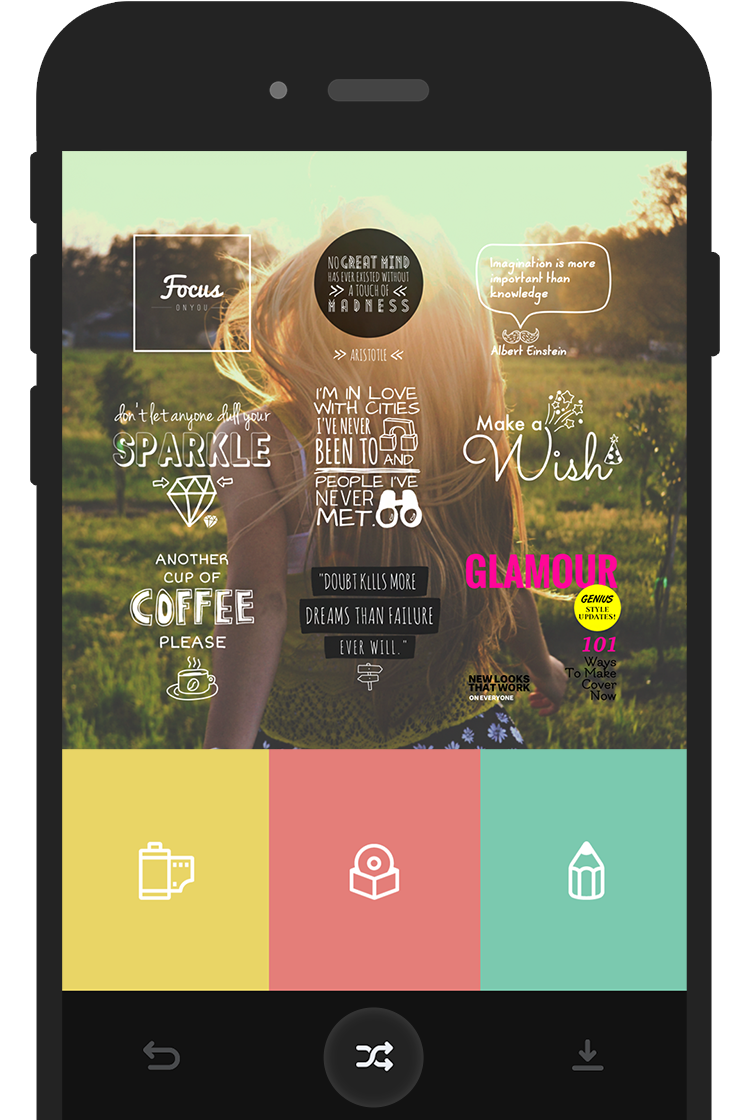 Focus
ON YOU
NO GREAT MIND
HAS EVER EXISTED WITHOUT
A TOUCH OF
MADNESS
>> ARISTOTLE <<
Imagination is more
important than
knowledge
Albert Einstein
don't let anyone dull your
SPARKLE
I'M IN LOVE
WITH CITIES
I'VE NEVER
BEEN TO
AND
PEOPLE I'VE
NEVER
MET.
Make a
Wish
ANOTHER
CUP OF
COFFEE
PLEASE
"DOUBT KILLS MORE
DREAMS THAN FAILURE
EVER WILL."
GLAMOUR
GENIUS
STYLE
UPDATES!
101
Ways
To Make
Cover
Now
NEW LOOKS
THAT WORK
ON EVERYONE